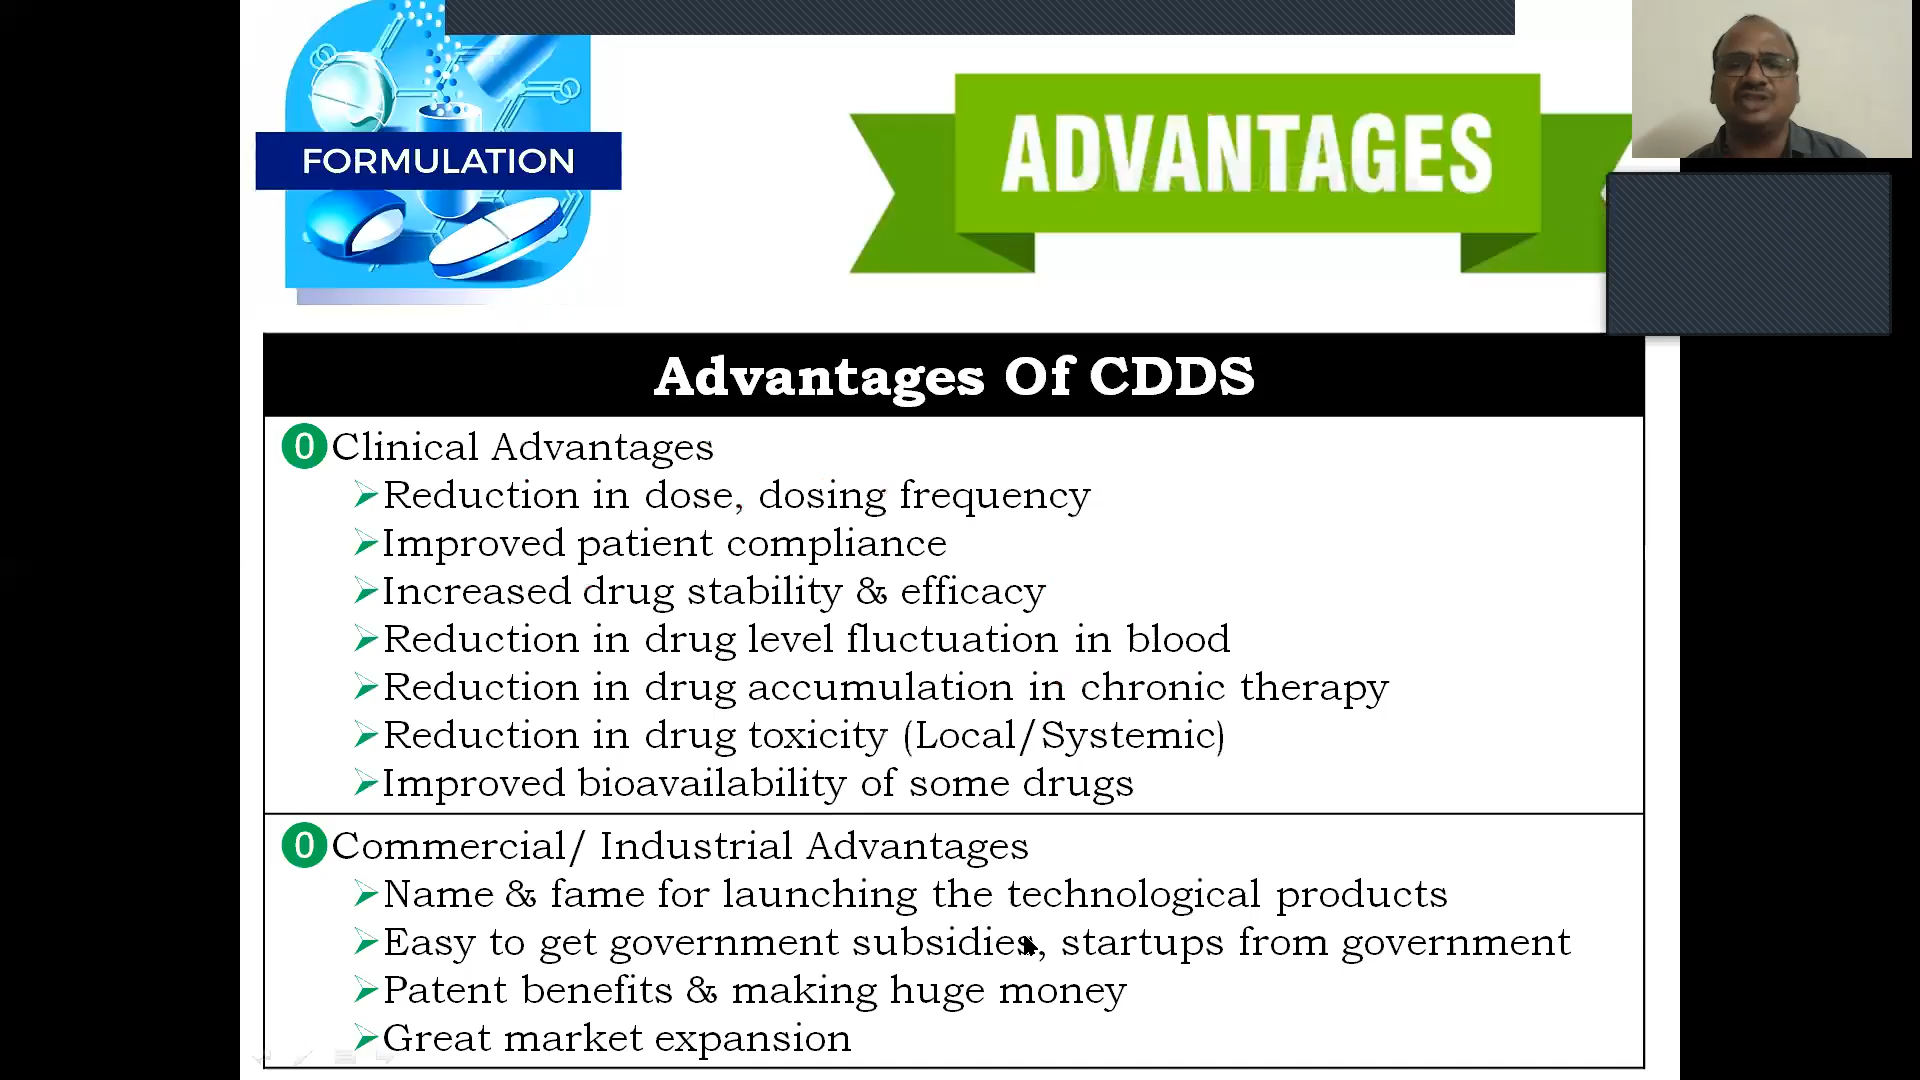 FORMULATION
ADVANTAGES
Advantages Of CDDS
0 Clinical Advantages
➢Reduction in dose, dosing frequency
➢Improved patient compliance
➢Increased drug stability & efficacy
➢Reduction in drug level fluctuation in blood
➢Reduction in drug accumulation in chronic therapy
➢Reduction in drug toxicity (Local/Systemic)
➢Improved bioavailability of some drugs
0 Commercial/ Industrial Advantages
➢Name & fame for launching the technological products
➢Easy to get government subsidies, startups from government
➢Patent benefits & making huge money
➢Great market expansion